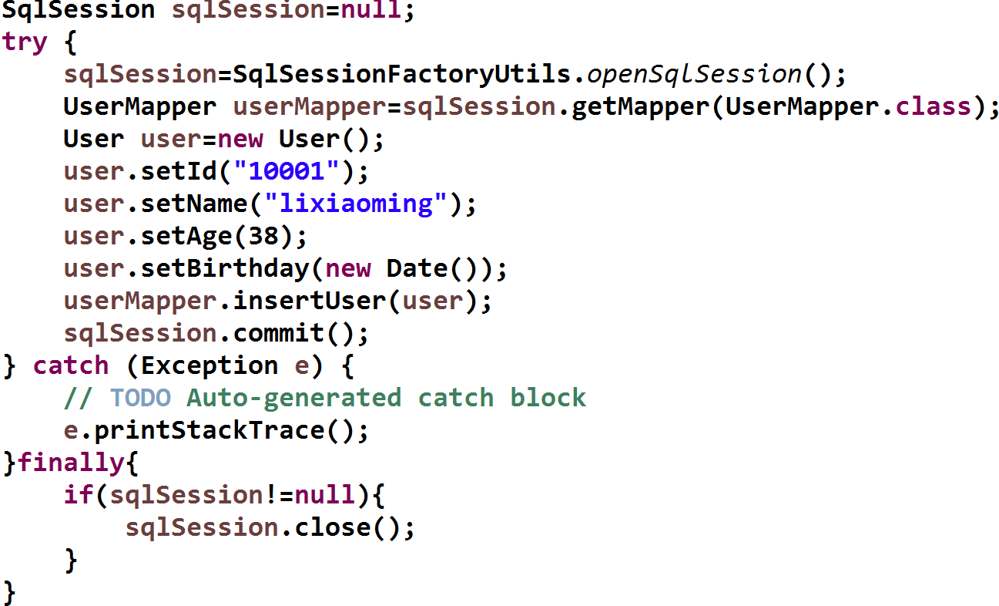 SqlSession sqlSession=null;
try {
    sqlSession=SqlSessionFactoryUtils.openSqlSession();
    UserMapper userMapper=sqlSession.getMapper(UserMapper.class);
    User user=new User();
    user.setId("10001");
    user.setName("lixiaoming");
    user.setAge(38);
    user.setBirthday(new Date());
    userMapper.insertUser(user);
    sqlSession.commit();
} catch (Exception e) {
    // TODO Auto-generated catch block
    e.printStackTrace();
}finally{
    if(sqlSession!=null){
        sqlSession.close();
    }
}